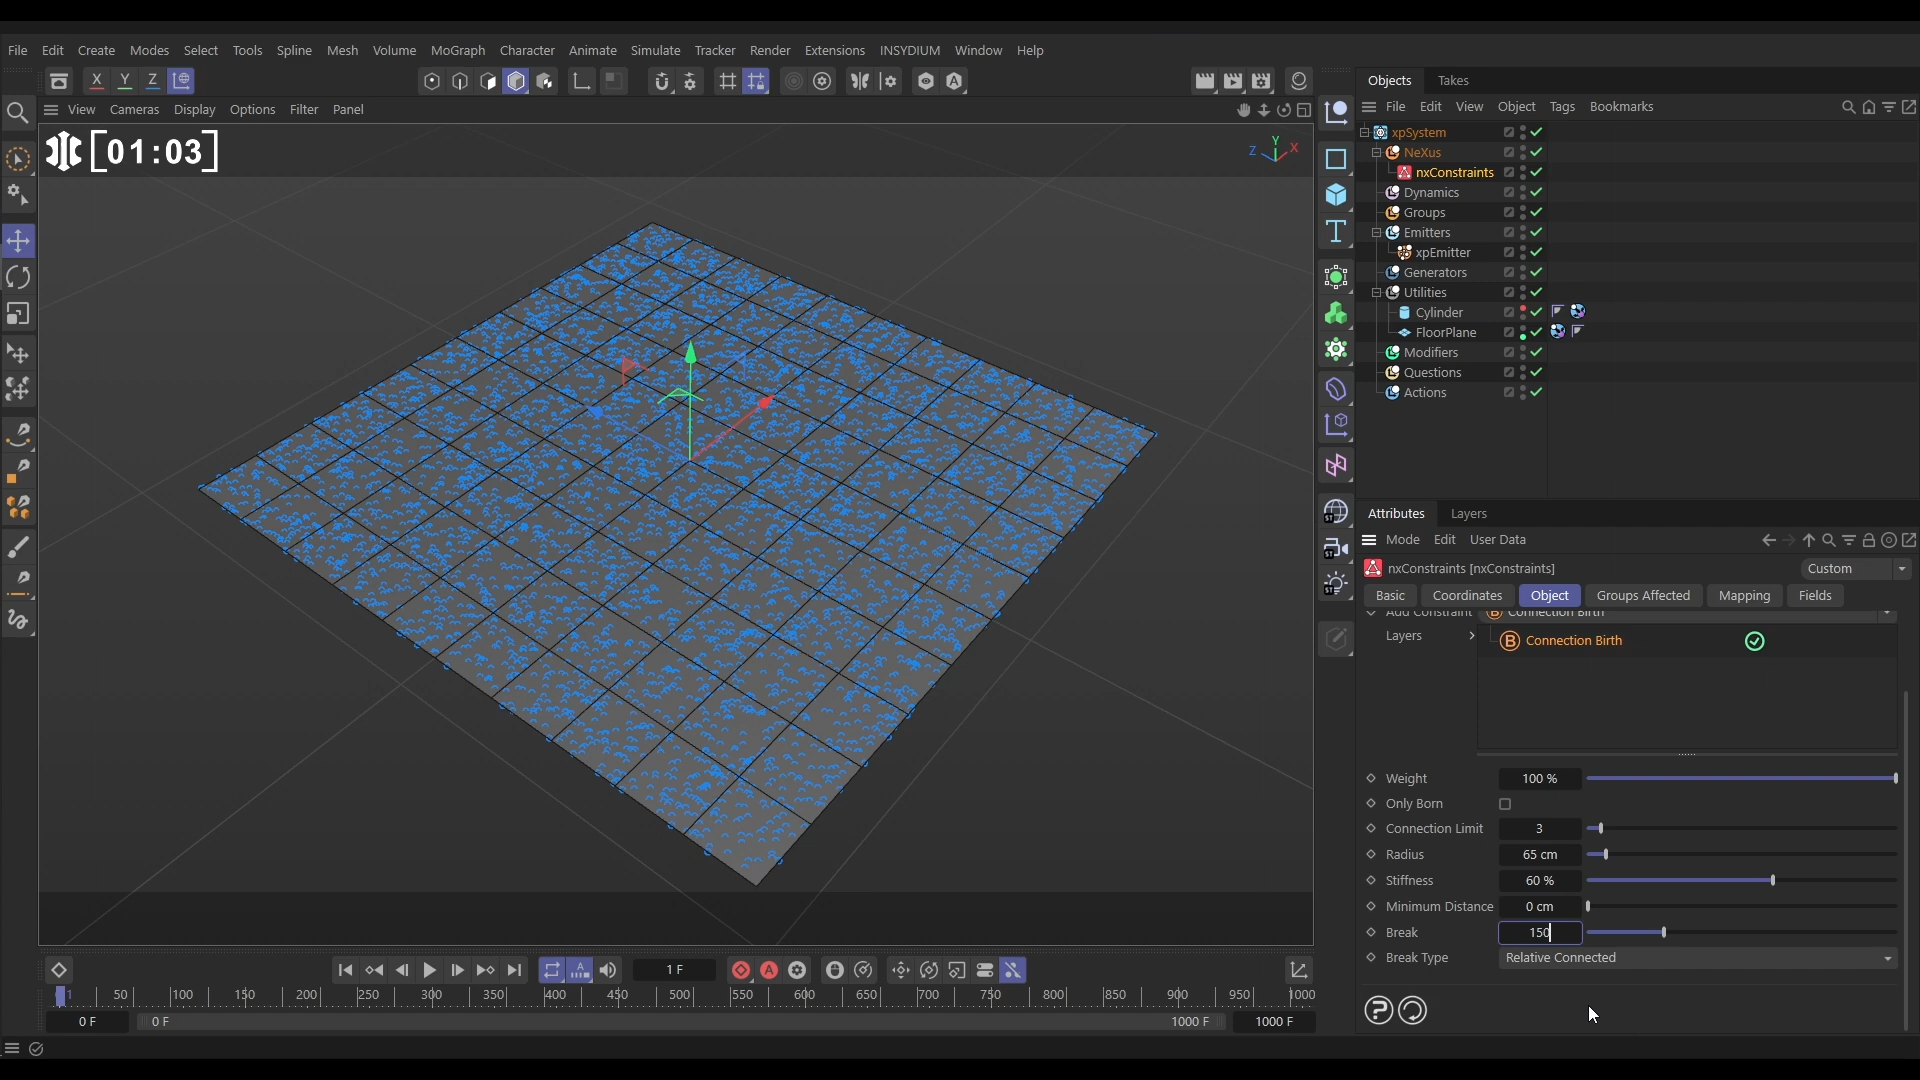 File Edit Create Modes Select Tools Spline Mesh Volume MoGraph Character Animate Simulate Tracker Render Extensions INSYDIUM Window Help
X Y Z
View Cameras Display Options Filter Panel
[01:03]
Z Y X
Objects Takes
File Edit View Object Tags Bookmarks
xpSystem
NeXus
nxConstraints
Dynamics
Groups
Emitters
xpEmitter
Generators
Utilities
Cylinder
FloorPlane
Modifiers
Questions
Actions
Attributes Layers
Mode Edit User Data
nxConstraints [nxConstraints] Custom
Basic Coordinates Object Groups Affected Mapping Fields
Add Constraint Connection Birth
Layers B Connection Birth
Weight 100 %
Only Born
Connection Limit 3
Radius 65 cm
Stiffness 60 %
Minimum Distance 0 cm
Break 150
Break Type Relative Connected
1 F
1 50 100 150 200 250 300 350 400 450 500 550 600 650 700 750 800 850 900 950 1000
0 F 0 F 1000 F 1000 F